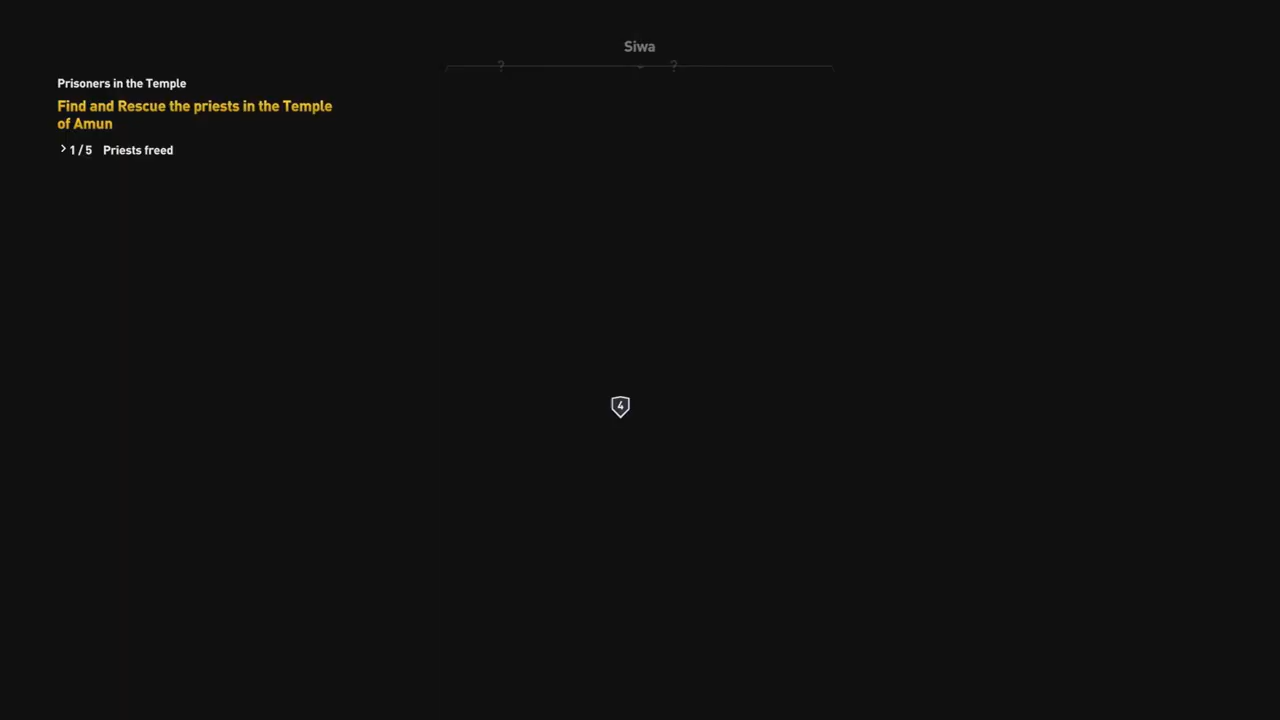 Siwa
? ?
Prisoners in the Temple
Find and Rescue the priests in the Temple
of Amun
> 1 / 5 Priests freed
4